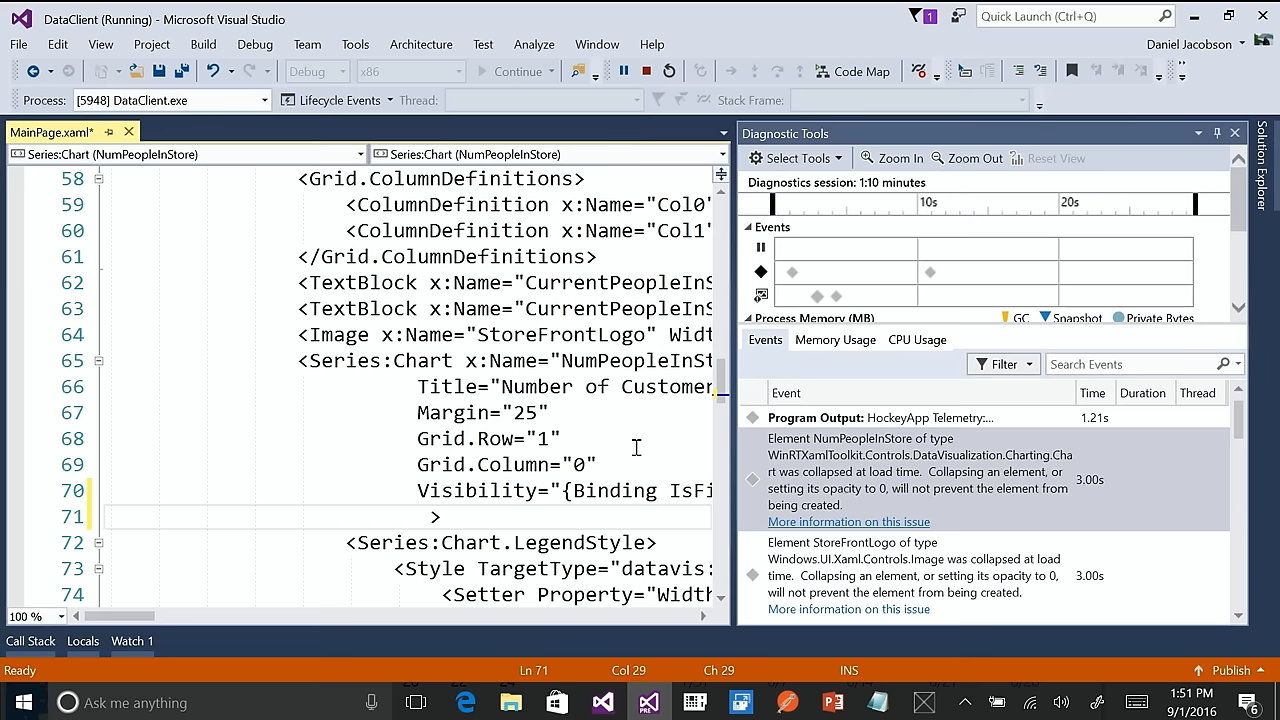 DataClient (Running) - Microsoft Visual Studio
1
Quick Launch (Ctrl+Q)
File Edit View Project Build Debug Team Tools Architecture Test Analyze Window Help
Daniel Jacobson
Debug x86 Continue Code Map
Process: [5948] DataClient.exe Lifecycle Events Thread: Stack Frame:
MainPage.xaml*
Series:Chart (NumPeopleInStore) Series:Chart (NumPeopleInStore)
58 <Grid.ColumnDefinitions>
59 <ColumnDefinition x:Name="Col0"
60 <ColumnDefinition x:Name="Col1"
61 </Grid.ColumnDefinitions>
62 <TextBlock x:Name="CurrentPeopleInS
63 <TextBlock x:Name="CurrentPeopleInS
64 <Image x:Name="StoreFrontLogo" Widt
65 <Series:Chart x:Name="NumPeopleInSt
66 Title="Number of Customer
67 Margin="25"
68 Grid.Row="1"
69 Grid.Column="0"
70 Visibility="{Binding IsFi
71 >
72 <Series:Chart.LegendStyle>
73 <Style TargetType="datavis:
74 <Setter Property="Width
100 %
Diagnostic Tools
Select Tools Zoom In Zoom Out Reset View
Diagnostics session: 1:10 minutes
10s 20s
Events
Process Memory (MB) GC Snapshot Private Bytes
Events Memory Usage CPU Usage
Filter Search Events
Event Time Duration Thread
Program Output: HockeyApp Telemetry:... 1.21s
Element NumPeopleInStore of type
WinRTXamlToolkit.Controls.DataVisualization.Charting.Cha
rt was collapsed at load time. Collapsing an element, or 3.00s
setting its opacity to 0, will not prevent the element from
being created.
More information on this issue
Element StoreFrontLogo of type
Windows.UI.Xaml.Controls.Image was collapsed at load
time. Collapsing an element, or setting its opacity to 0, 3.00s
will not prevent the element from being created.
More information on this issue
Solution Explorer
Call Stack Locals Watch 1
Ready Ln 71 Col 29 Ch 29 INS Publish
Ask me anything
PRE
1:51 PM
9/1/2016
6